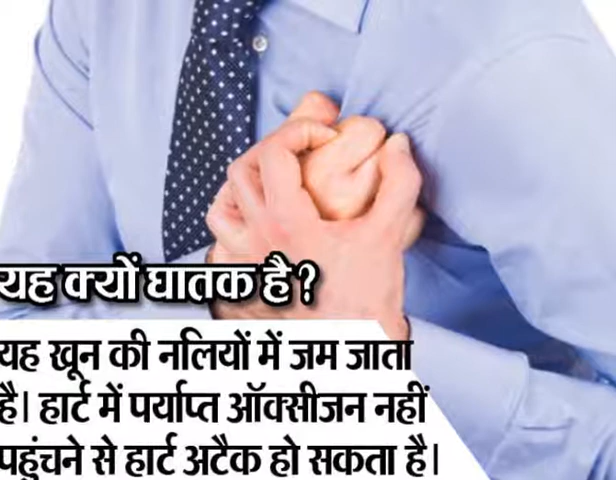 यह क्यों घातक है?
यह खून की नलियों में जम जाता
है। हार्ट में पर्याप्त ऑक्सीजन नहीं
पहुंचने से हार्ट अटैक हो सकता है।